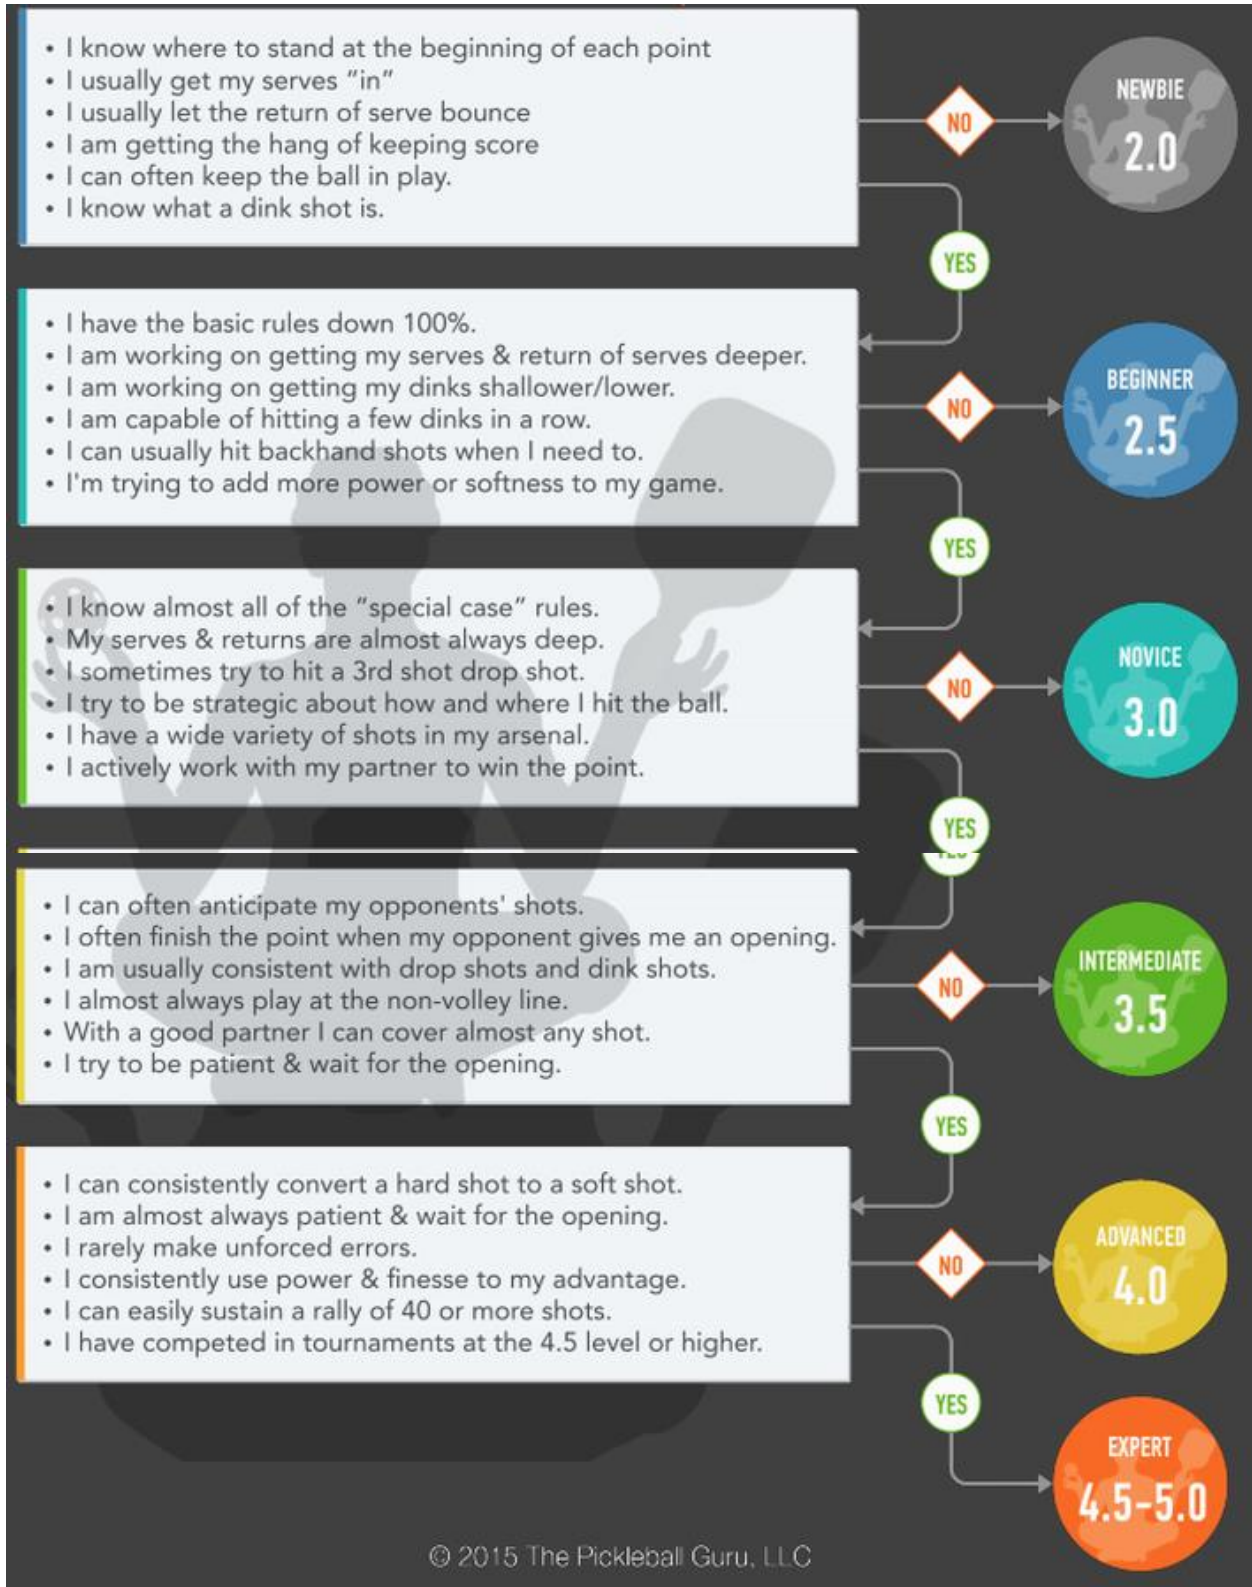 • I know where to stand at the beginning of each point
• I usually get my serves "in"
• I usually let the return of serve bounce
• I am getting the hang of keeping score
• I can often keep the ball in play.
• I know what a dink shot is.
NO
NEWBIE
2.0
YES
• I have the basic rules down 100%.
• I am working on getting my serves & return of serves deeper.
• I am working on getting my dinks shallower/lower.
• I am capable of hitting a few dinks in a row.
• I can usually hit backhand shots when I need to.
• I'm trying to add more power or softness to my game.
NO
BEGINNER
2.5
YES
• I know almost all of the "special case" rules.
• My serves & returns are almost always deep.
• I sometimes try to hit a 3rd shot drop shot.
• I try to be strategic about how and where I hit the ball.
• I have a wide variety of shots in my arsenal.
• I actively work with my partner to win the point.
NO
NOVICE
3.0
YES
YES
• I can often anticipate my opponents' shots.
• I often finish the point when my opponent gives me an opening.
• I am usually consistent with drop shots and dink shots.
• I almost always play at the non-volley line.
• With a good partner I can cover almost any shot.
• I try to be patient & wait for the opening.
NO
INTERMEDIATE
3.5
YES
• I can consistently convert a hard shot to a soft shot.
• I am almost always patient & wait for the opening.
• I rarely make unforced errors.
• I consistently use power & finesse to my advantage.
• I can easily sustain a rally of 40 or more shots.
• I have competed in tournaments at the 4.5 level or higher.
NO
ADVANCED
4.0
YES
EXPERT
4.5-5.0
© 2015 The Pickleball Guru, LLC